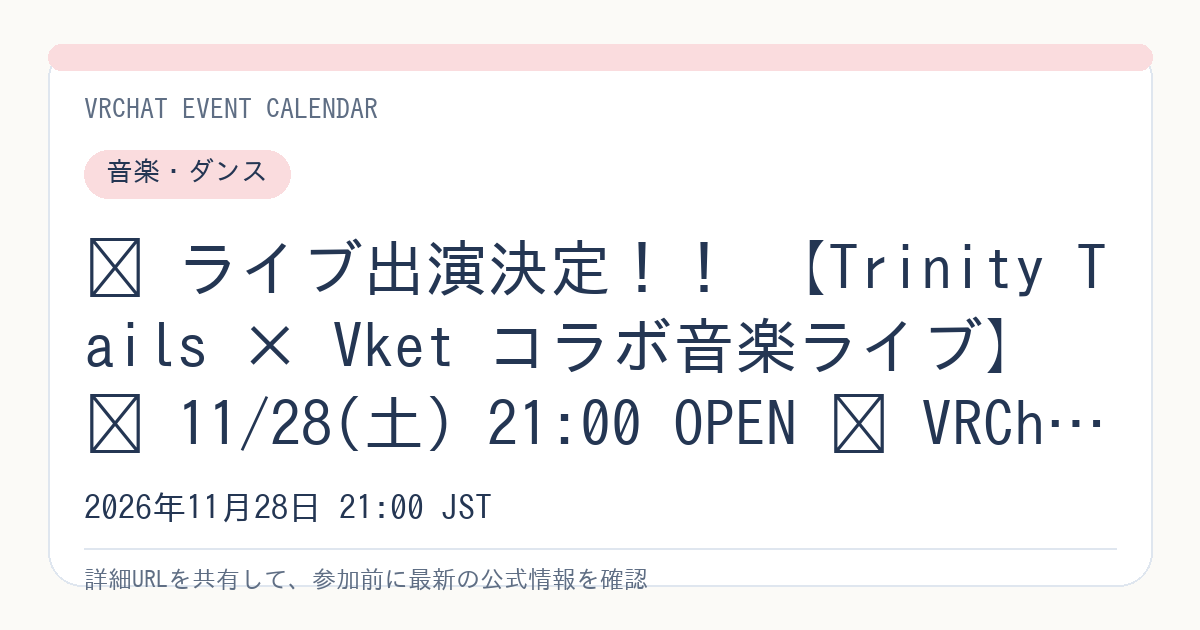 VRCHAT EVENT CALENDAR
音楽・ダンス
ライブ出演決定！！ 【Trinity T
ails × Vket コラボ音楽ライブ】
11/28(土) 21:00 OPEN VRCh…
2026年11月28日 21:00 JST
詳細URLを共有して、参加前に最新の公式情報を確認